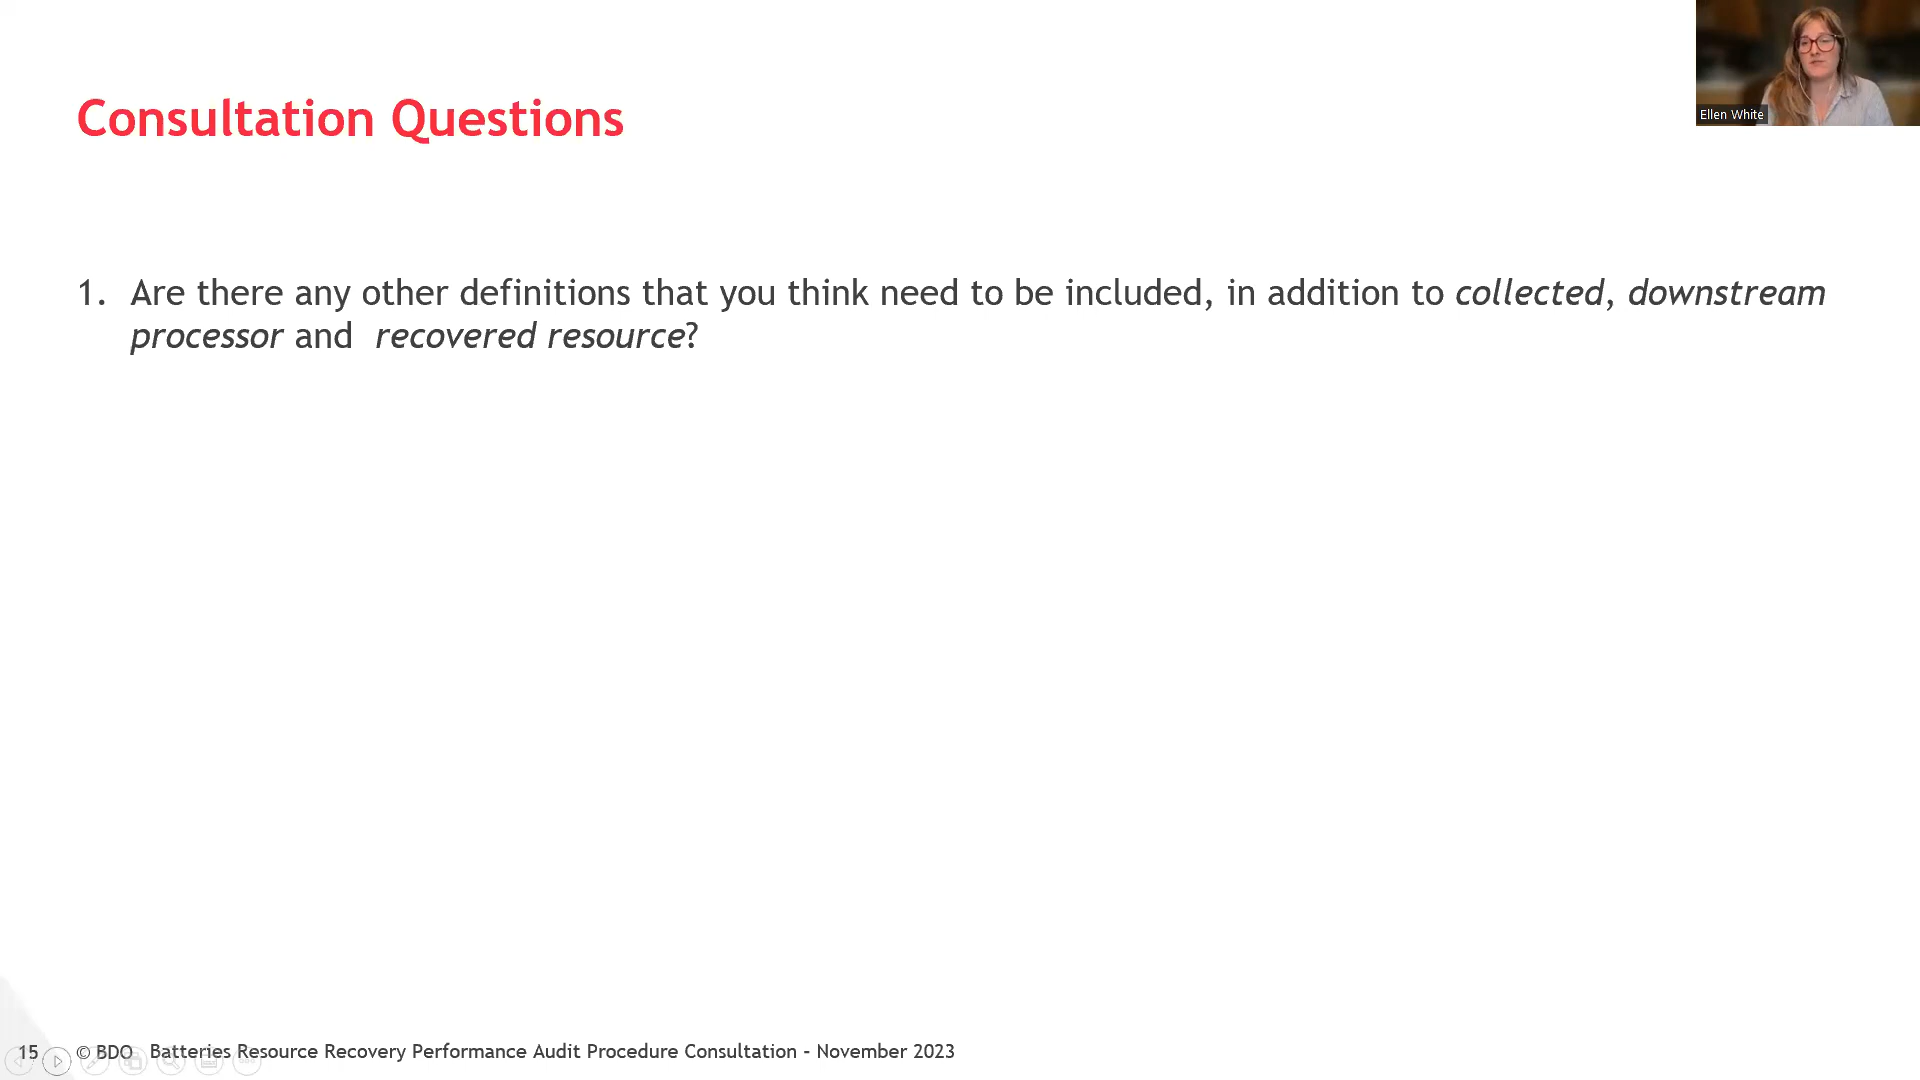 Ellen White
Consultation Questions
1. Are there any other definitions that you think need to be included, in addition to collected, downstream
processor and recovered resource?
15 © BDO Batteries Resource Recovery Performance Audit Procedure Consultation - November 2023